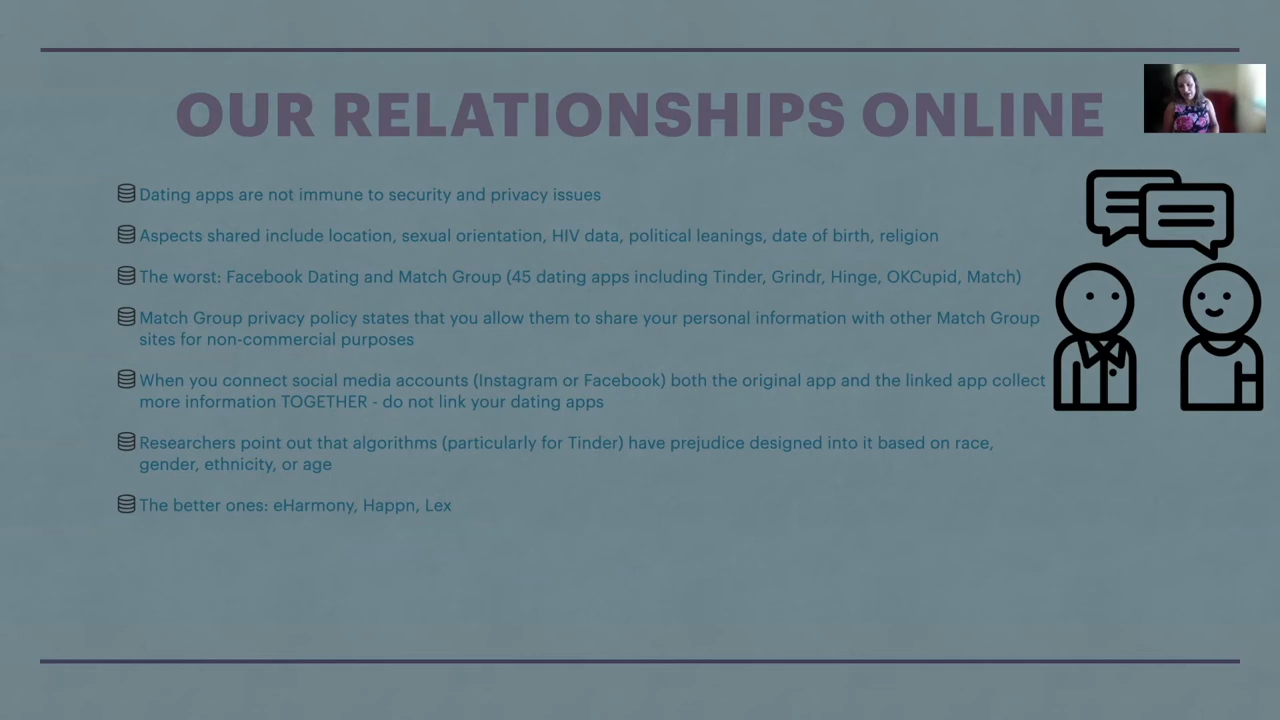 OUR RELATIONSHIPS ONLINE
Dating apps are not immune to security and privacy issues
Aspects shared include location, sexual orientation, HIV data, political leanings, date of birth, religion
The worst: Facebook Dating and Match Group (45 dating apps including Tinder, Grindr, Hinge, OKCupid, Match)
Match Group privacy policy states that you allow them to share your personal information with other Match Group
sites for non-commercial purposes
When you connect social media accounts (Instagram or Facebook) both the original app and the linked app collect
more information TOGETHER - do not link your dating apps
Researchers point out that algorithms (particularly for Tinder) have prejudice designed into it based on race,
gender, ethnicity, or age
The better ones: eHarmony, Happn, Lex